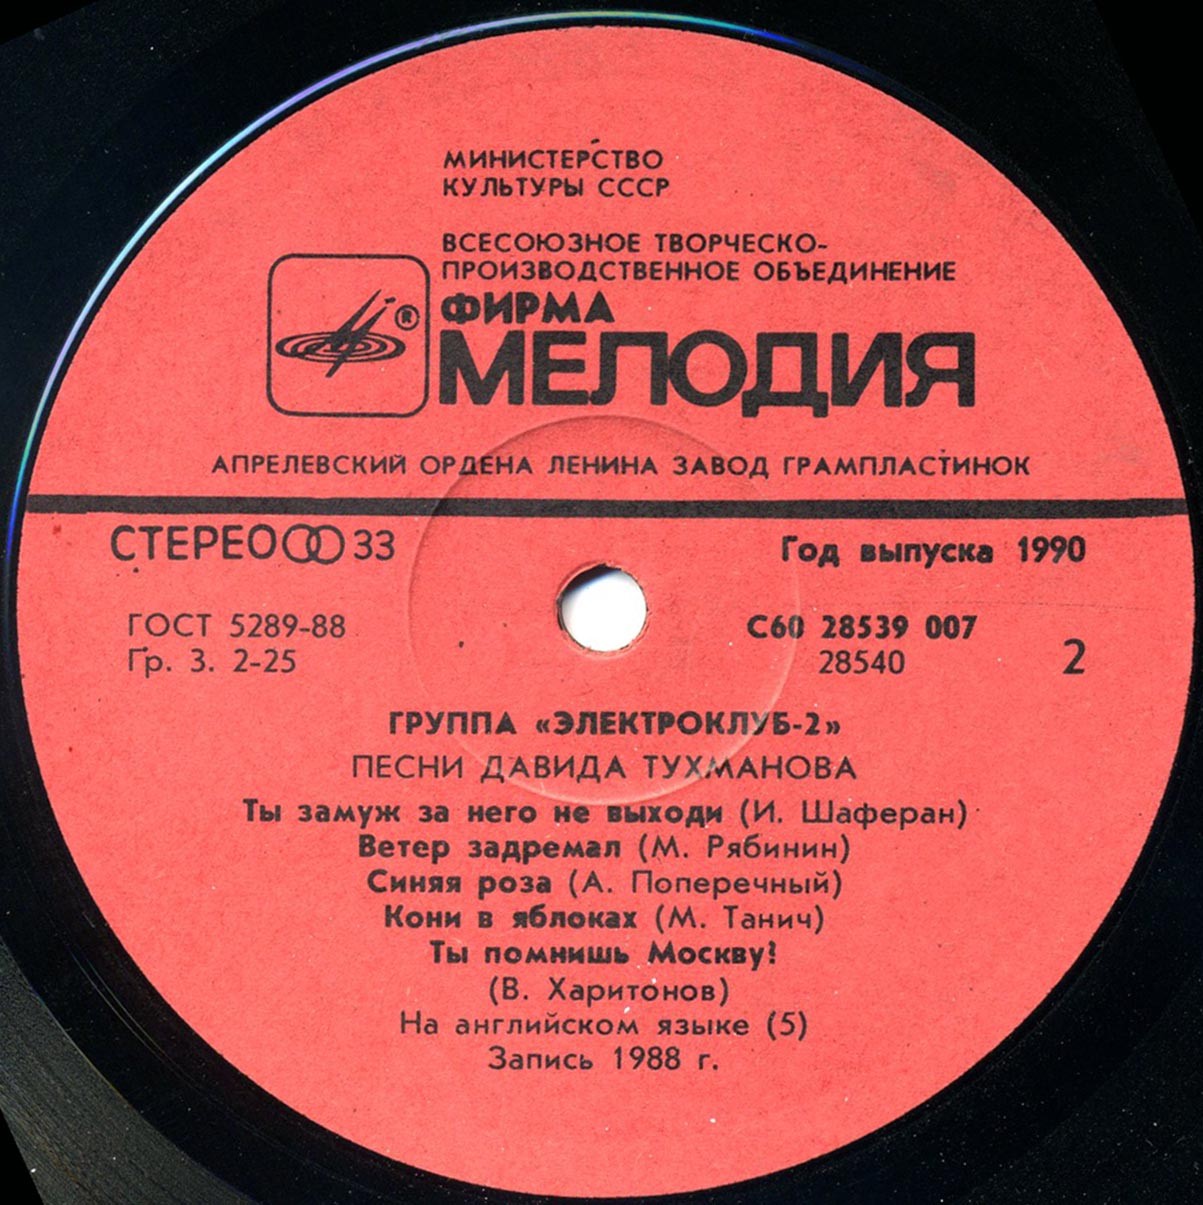 МИНИСТЕРСТВО
КУЛЬТУРЫ СССР
ВСЕСОЮЗНОЕ ТВОРЧЕСКО-
ПРОИЗВОДСТВЕННОЕ ОБЪЕДИНЕНИЕ
ФИРМА
®
МЕЛОДИЯ
АПРЕЛЕВСКИЙ ОРДЕНА ЛЕНИНА ЗАВОД ГРАМПЛАСТИНОК
СТЕРЕО 33
Год выпуска 1990
ГОСТ 5289-88
Гр. 3. 2-25
С60 28539 007
28540
2
ГРУППА «ЭЛЕКТРОКЛУБ-2»
ПЕСНИ ДАВИДА ТУХМАНОВА
Ты замуж за него не выходи (И. Шаферан)
Ветер задремал (М. Рябинин)
Синяя роза (А. Поперечный)
Кони в яблоках (М. Танич)
Ты помнишь Москву?
(В. Харитонов)
На английском языке (5)
Запись 1988 г.